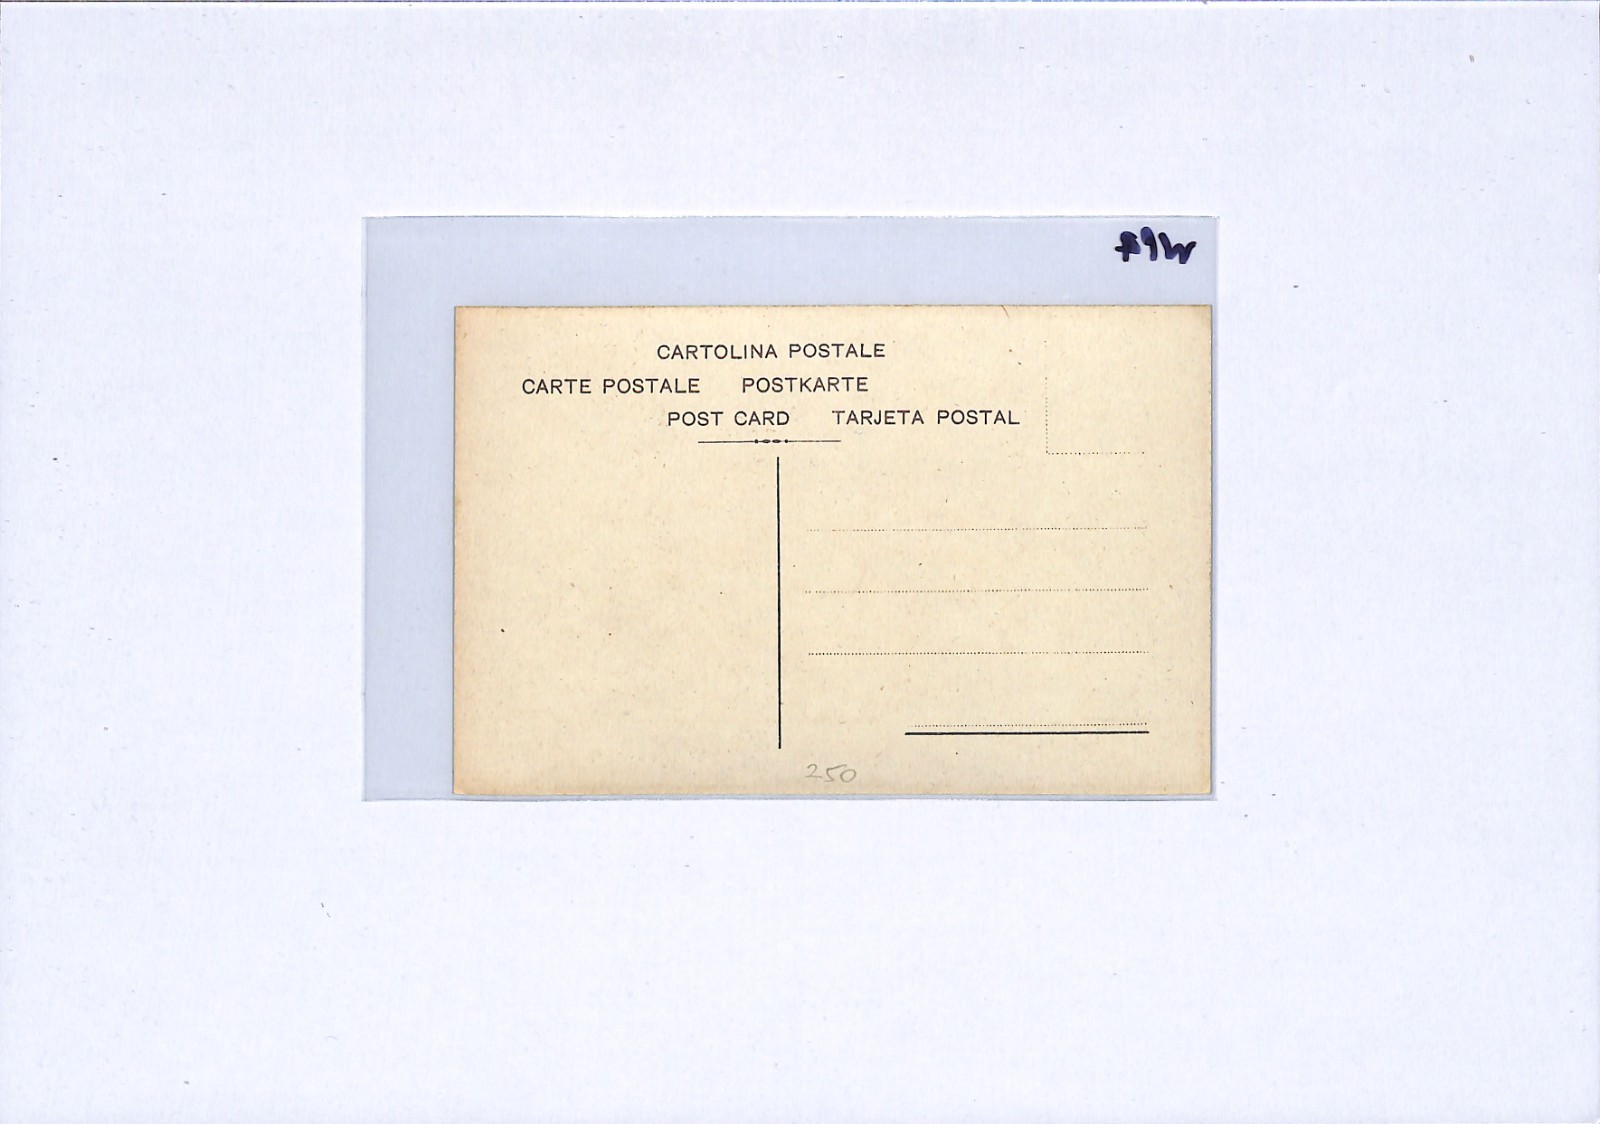 CARTOLINA POSTALE
CARTE POSTALE POSTKARTE
POST CARD TARJETA POSTAL
250